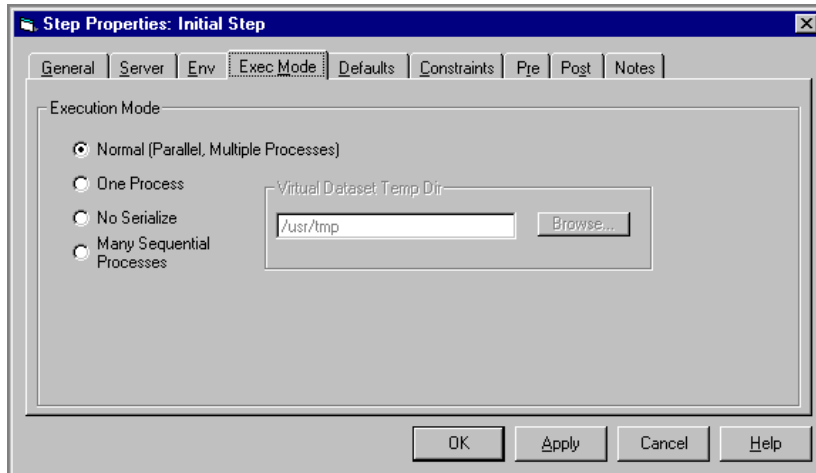 Step Properties: Initial Step
General Server Env Exec Mode Defaults Constraints Pre Post Notes
Execution Mode
Normal (Parallel, Multiple Processes)
One Process
Virtual Dataset Temp Dir
No Serialize
/usr/tmp Browse...
Many Sequential
Processes
OK Apply Cancel Help